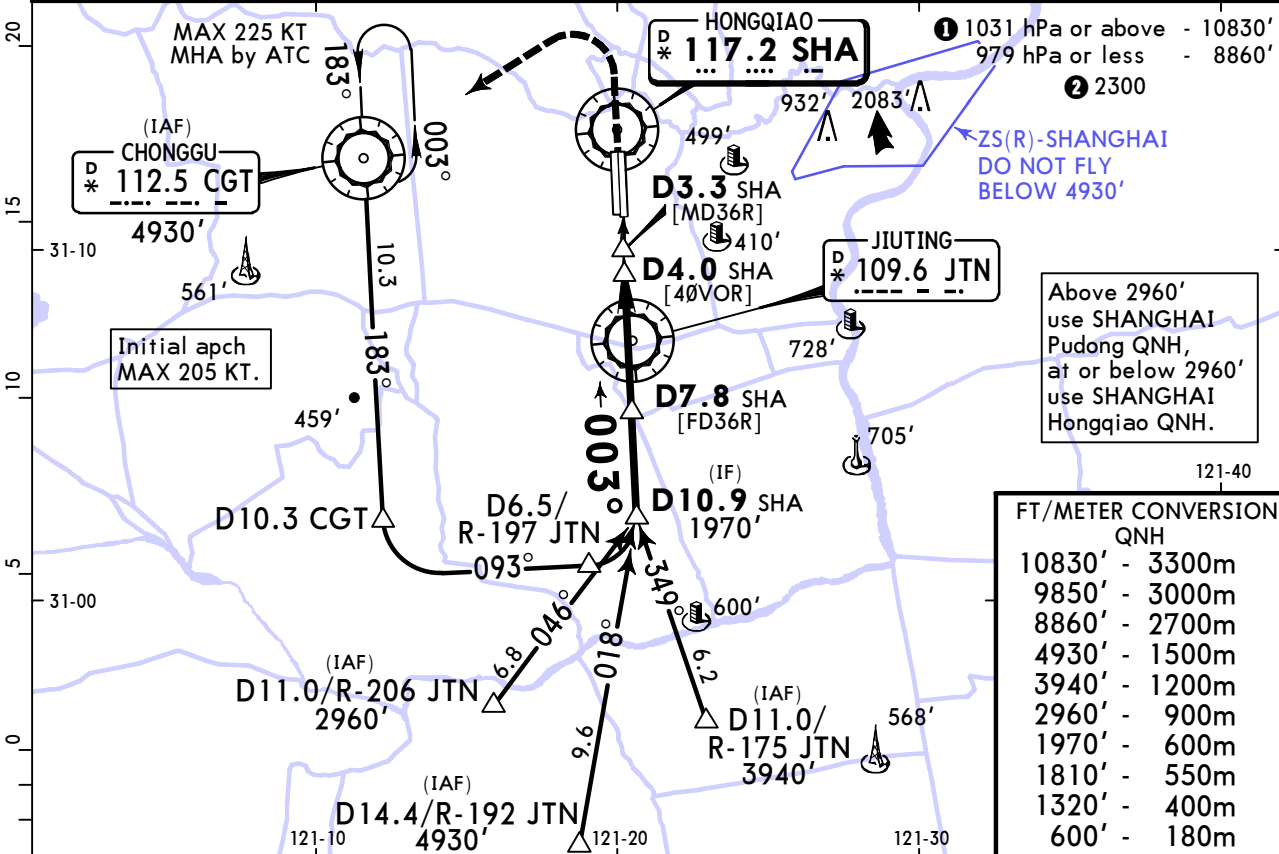 20
MAX 225 KT
MHA by ATC
183°
003°
HONGQIAO
D
* 117.2 SHA
❶ 1031 hPa or above - 10830'
979 hPa or less - 8860'
❷ 2300
932'
2083'
499'
ZS(R)-SHANGHAI
DO NOT FLY
BELOW 4930'
(IAF)
CHONGGU
D
* 112.5 CGT
4930'
15
31-10
561'
10.3
D3.3 SHA
[MD36R]
410'
D4.0 SHA
[40VOR]
JIUTING
D
* 109.6 JTN
Above 2960'
use SHANGHAI
Pudong QNH,
at or below 2960'
use SHANGHAI
Hongqiao QNH.
Initial apch
MAX 205 KT.
183°
728'
10
459'
D7.8 SHA
[FD36R]
003°
705'
121-40
(IF)
D10.9 SHA
1970'
D10.3 CGT
D6.5/
R-197 JTN
5
093°
31-00
349°
600'
046°
6.8
018°
6.2
(IAF)
D11.0/R-206 JTN
2960'
(IAF)
D11.0/
R-175 JTN
3940'
568'
0
9.6
(IAF)
D14.4/R-192 JTN
4930'
121-10
121-20
121-30
FT/METER CONVERSION
QNH
10830' - 3300m
9850' - 3000m
8860' - 2700m
4930' - 1500m
3940' - 1200m
2960' - 900m
1970' - 600m
1810' - 550m
1320' - 400m
600' - 180m